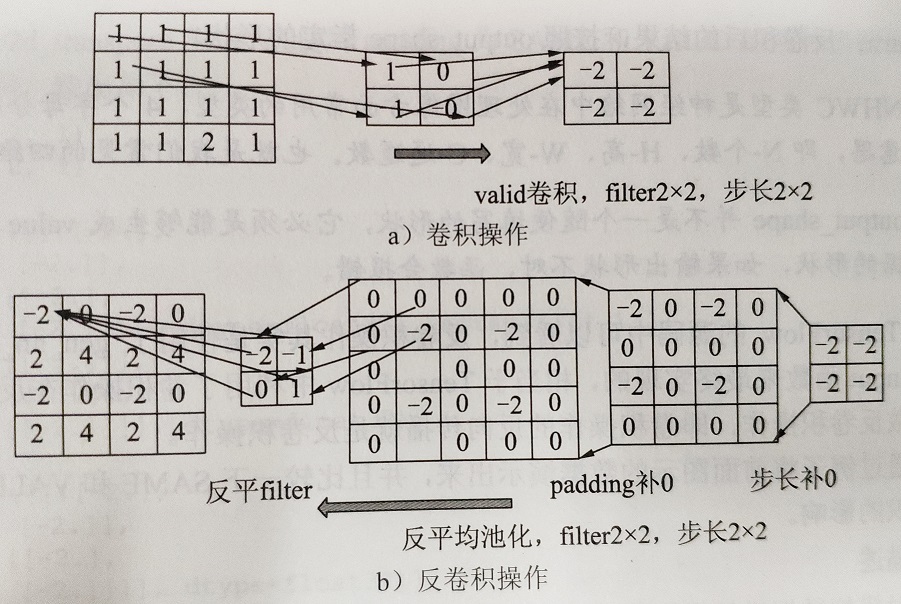 1 1 1 1
1 1 1 1
1 1 1 1
1 1 2 1
1 0
0
-2 -2
-2 -2
valid卷积，filter2×2，步长2×2
a）卷积操作
-2 0 -2 0
2 4 2 4
-2 0 -2 0
2 4 2 4
-2 -1
0 1
0 0 0 0 0
0 -2 -2 0
0 0 0 0
0 -2 0 -2 0
0 0 0 0
-2 0 -2 0
0 0 0 0
-2 0 -2 0
0 0 0 0
-2 -2
-2 -2
反平filter
padding补0
步长补0
反平均池化，filter2×2，步长2×2
b）反卷积操作